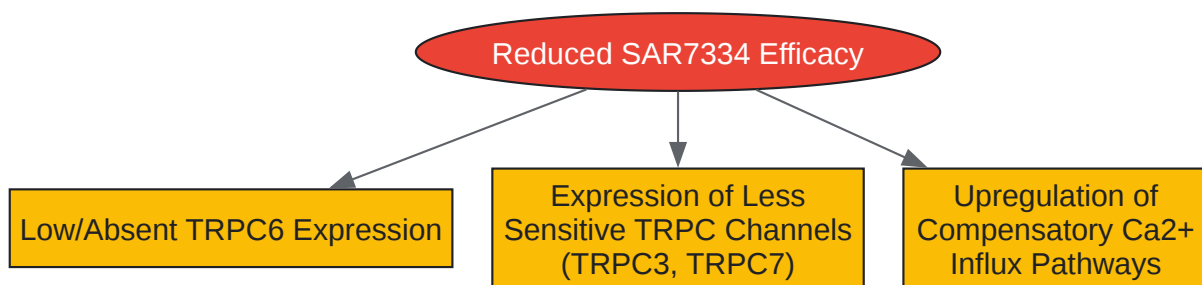 Reduced SAR7334 Efficacy
Low/Absent TRPC6 Expression
Expression of Less
Sensitive TRPC Channels
(TRPC3, TRPC7)
Upregulation of
Compensatory Ca2+
Influx Pathways